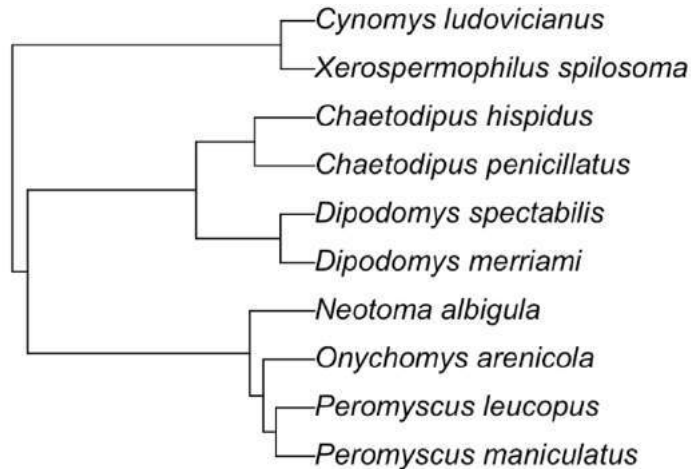 Cynomys ludovicianus
Xerospermophilus spilosoma
Chaetodipus hispidus
Chaetodipus penicillatus
Dipodomys spectabilis
Dipodomys merriami
Neotoma albigula
Onychomys arenicola
Peromyscus leucopus
Peromyscus maniculatus